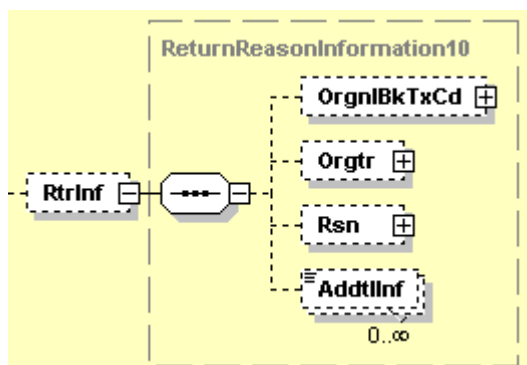 ReturnReasonInformation10
OrgnlBkTxCd
Orgtr
RtrInf
Rsn
AddtlInf
0..∞